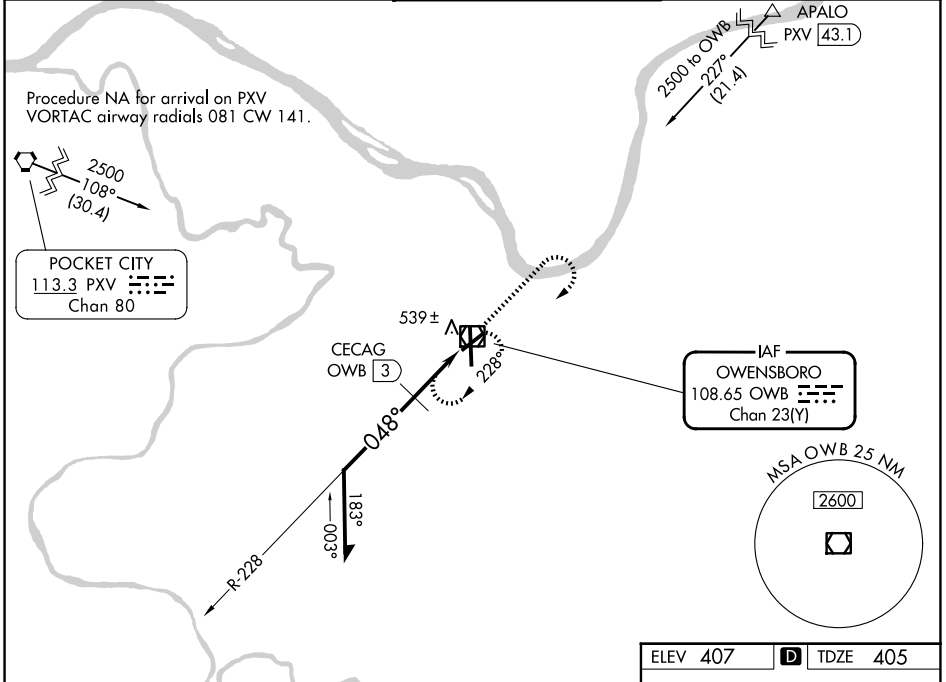 APALO
PXV 43.1
2500 to OWB
227°
(21.4)
Procedure NA for arrival on PXV
VORTAC airway radials 081 CW 141.
2500
108°
(30.4)
POCKET CITY
113.3 PXV
Chan 80
539±
CECAG
OWB 3
228°
IAF
OWENSBORO
108.65 OWB
Chan 23(Y)
048°
183°
003°
R-228
MSA OWB 25 NM
2600
ELEV 407 D TDZE 405